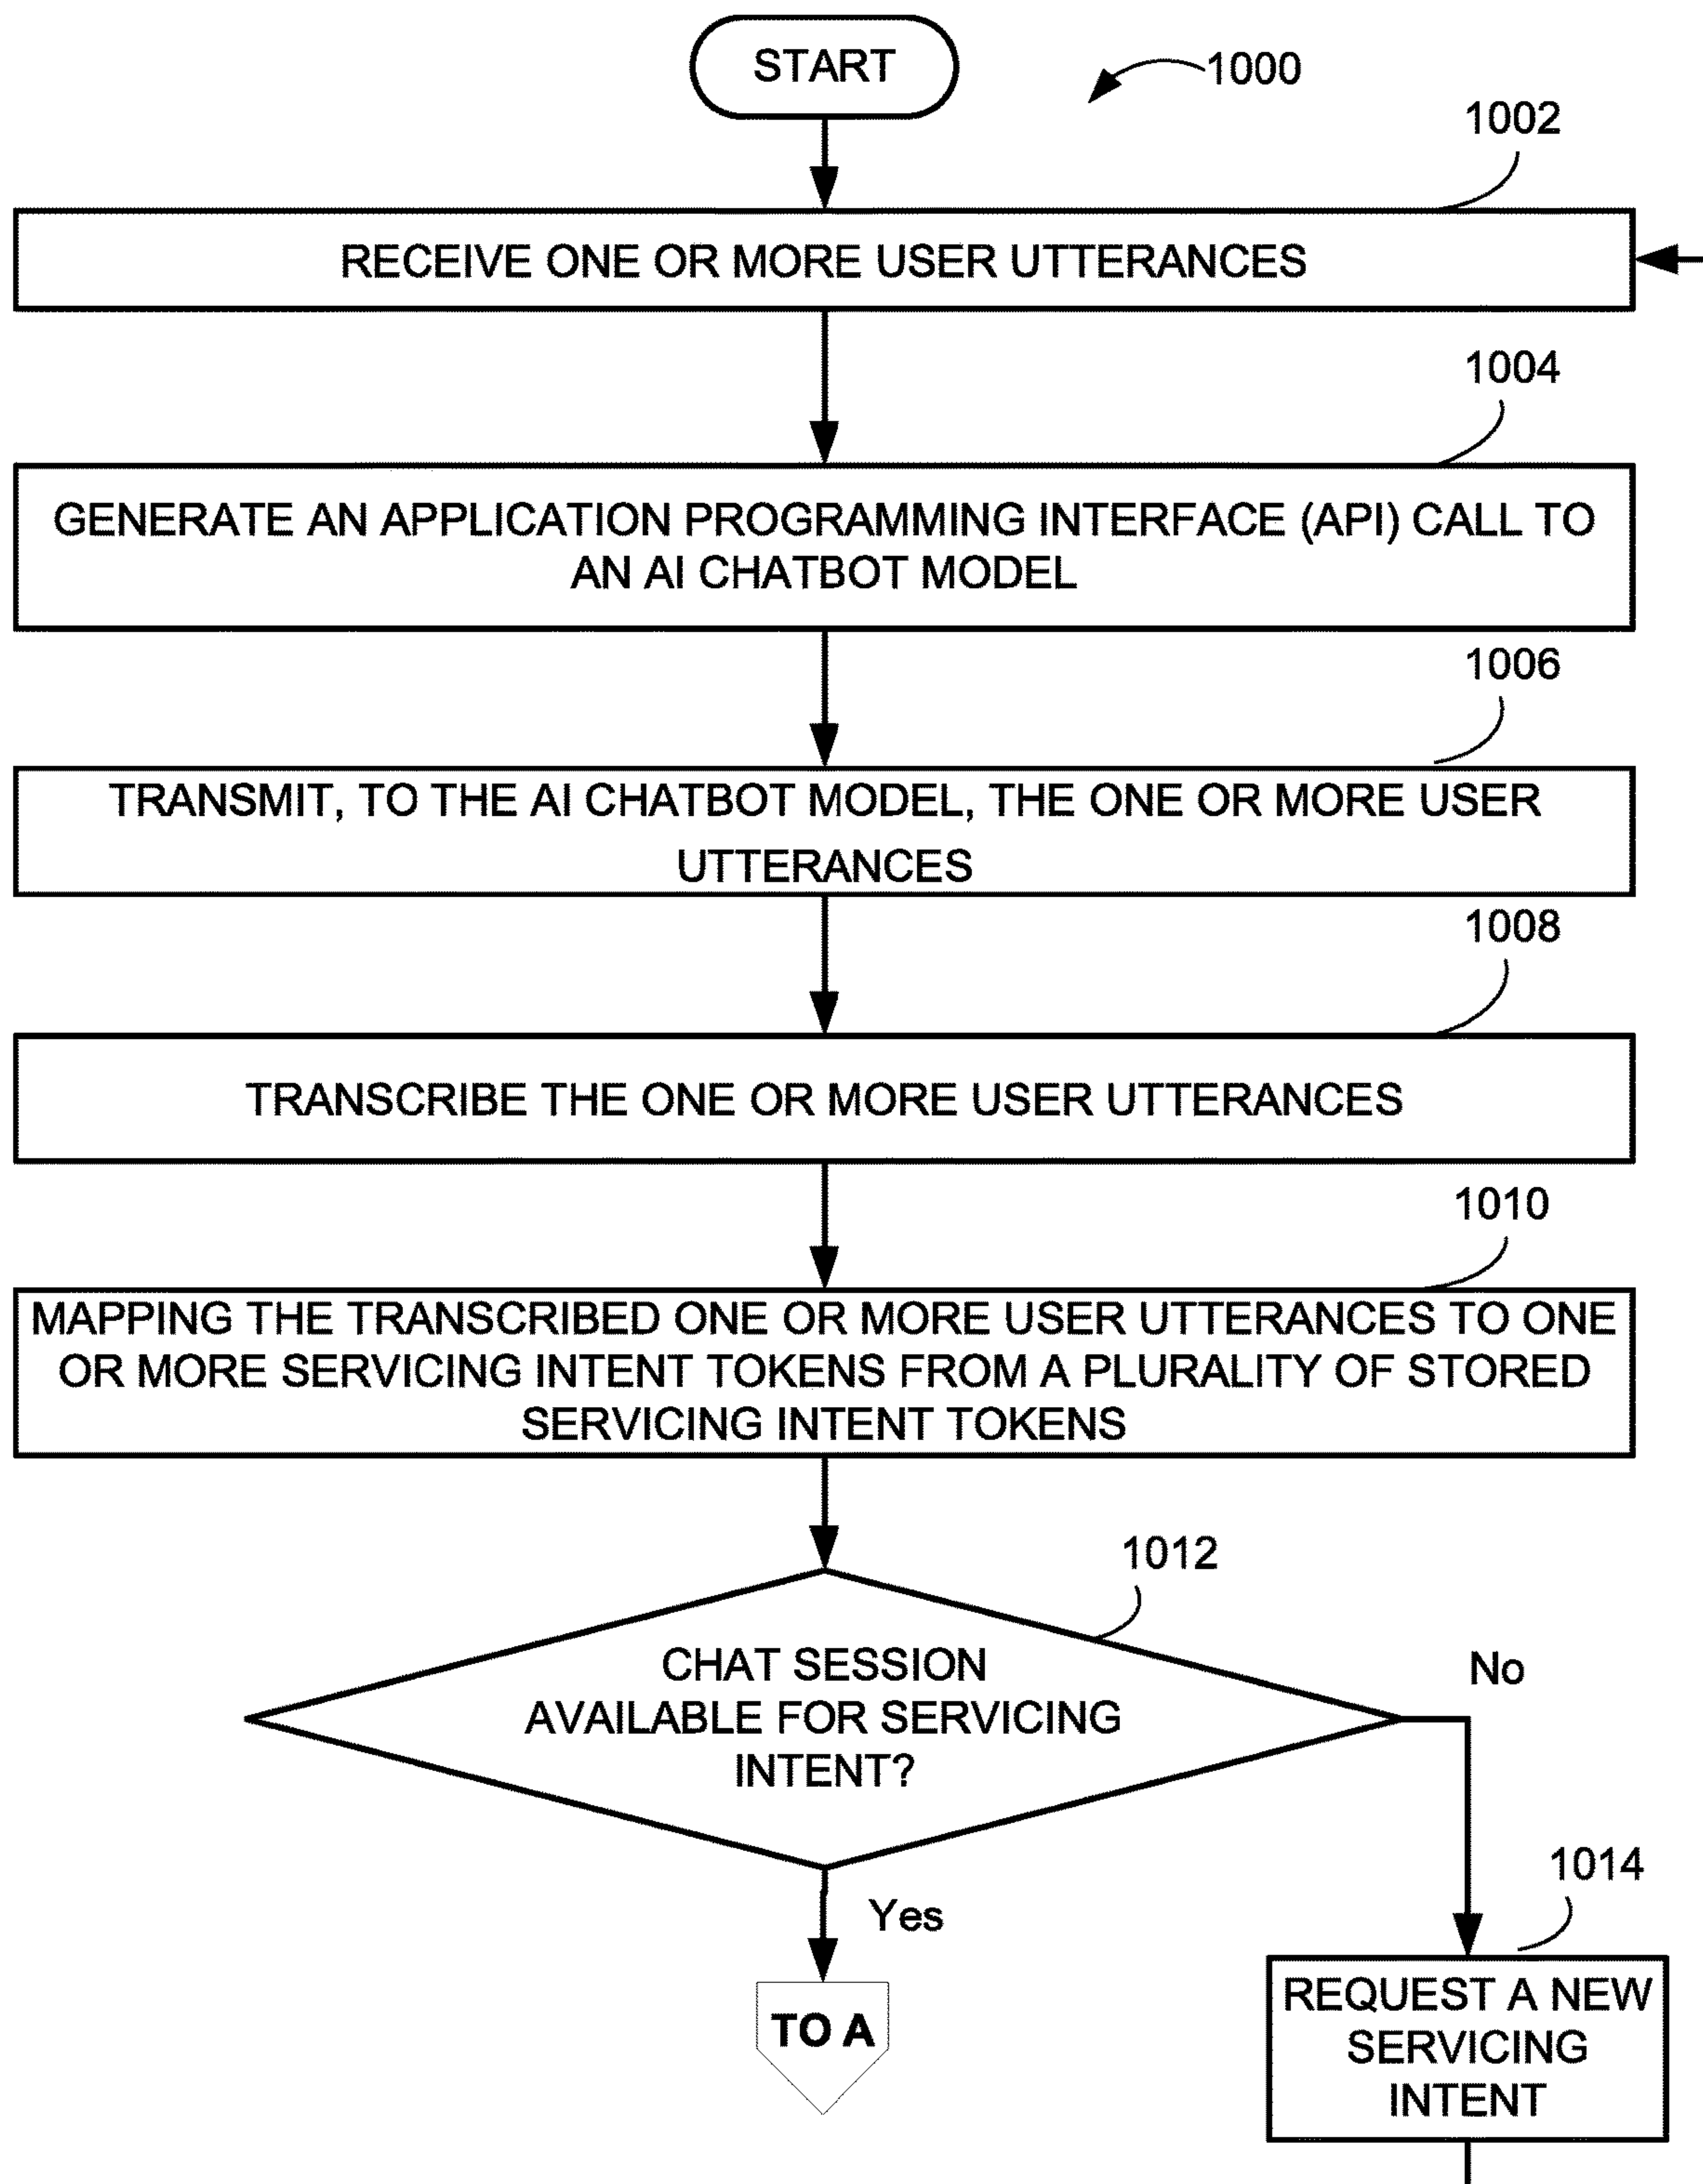 START
1000
1002
RECEIVE ONE OR MORE USER UTTERANCES
1004
GENERATE AN APPLICATION PROGRAMMING INTERFACE (API) CALL TO
AN AI CHATBOT MODEL
1006
TRANSMIT, TO THE AI CHATBOT MODEL, THE ONE OR MORE USER
UTTERANCES
1008
TRANSCRIBE THE ONE OR MORE USER UTTERANCES
1010
MAPPING THE TRANSCRIBED ONE OR MORE USER UTTERANCES TO ONE
OR MORE SERVICING INTENT TOKENS FROM A PLURALITY OF STORED
SERVICING INTENT TOKENS
1012
CHAT SESSION
AVAILABLE FOR SERVICING
INTENT?
No
Yes
TO A
1014
REQUEST A NEW
SERVICING
INTENT